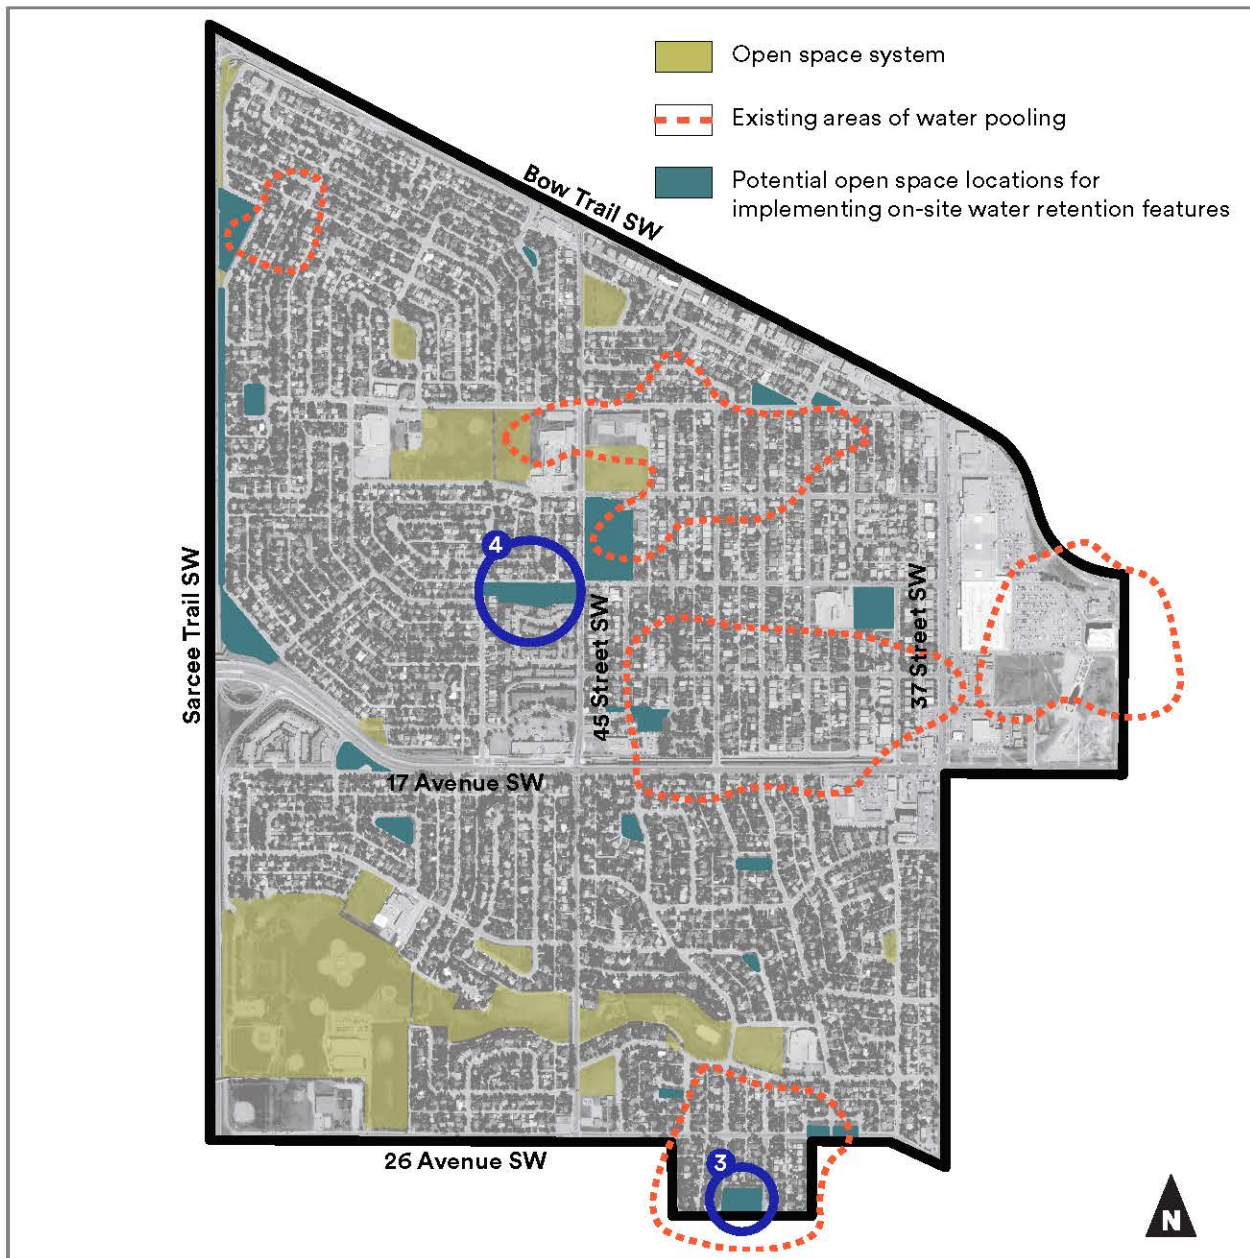 Open space system
Existing areas of water pooling
Potential open space locations for
implementing on-site water retention features
Bow Trail SW
4
Sarcee Trail SW
45 Street SW
37 Street SW
17 Avenue SW
26 Avenue SW
3
N